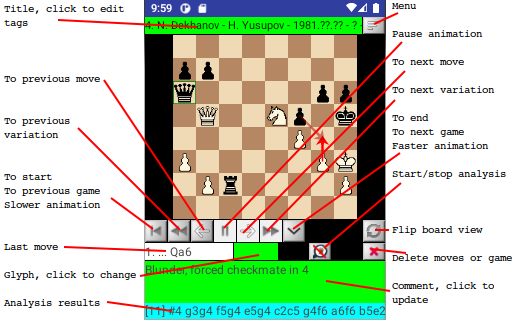 Title, click to edit
tags
9:59
Menu
4. N. Dekhanov - H. Yusupov - 1981.??.?? - ? -
Pause animation
To previous move
To next move
To next variation
To previous
variation
To end
To next game
Faster animation
To start
To previous game
Slower animation
Start/stop analysis
Flip board view
Last move
1. ... Qa6
Delete moves or game
Glyph, click to change
Blunder, forced checkmate in 4
Comment, click to
update
Analysis results
[11] #4 g3g4 f5g4 e5g4 c2c5 g4f6 a6f6 b5e2